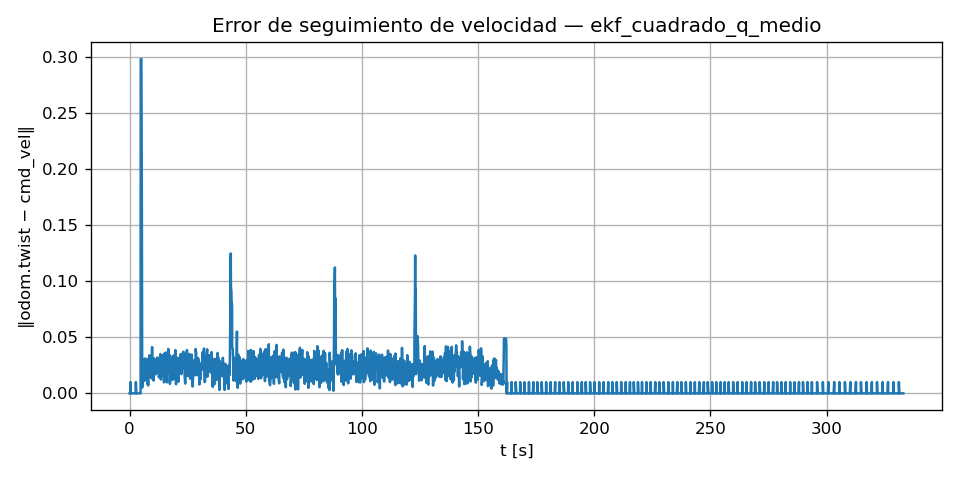 Error de seguimiento de velocidad — ekf_cuadrado_q_medio
0.30
0.25
0.20
0.15
0.10
0.05
0.00
‖odom.twist − cmd_vel‖
0 50 100 150 200 250 300
t [s]